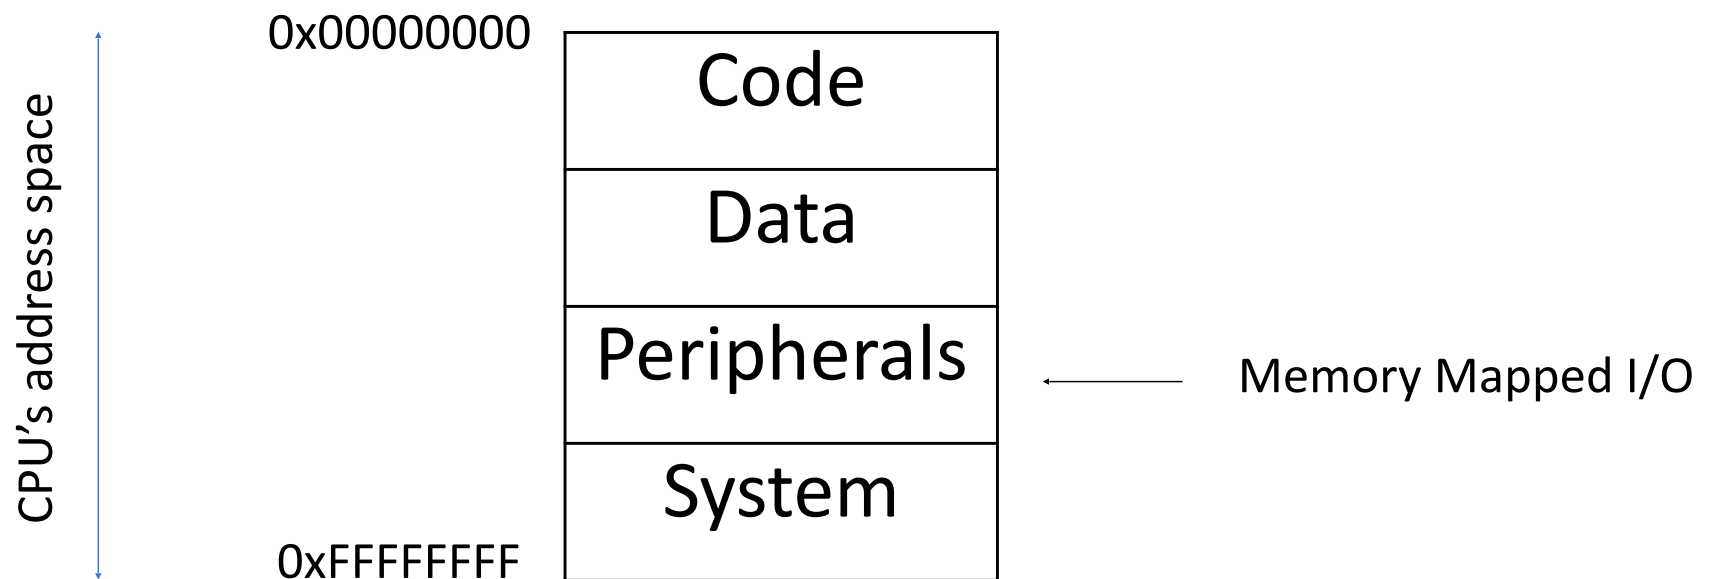 CPU's address space
0x00000000
Code
Data
Peripherals
Memory Mapped I/O
System
0xFFFFFFFF